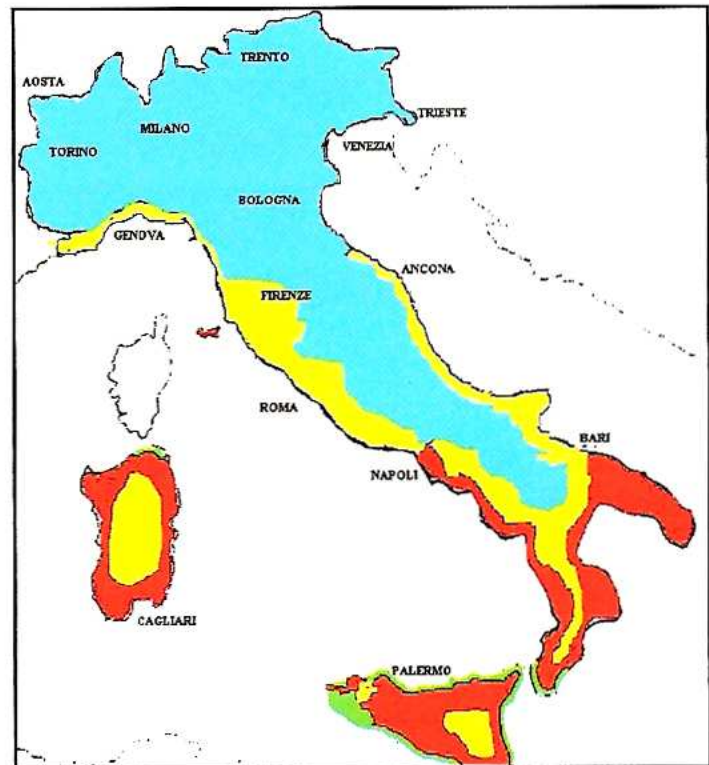 TRENTO
AOSTA
TRIESTE
MILANO
TORINO
VENEZIA
BOLOGNA
GENOVA
ANCONA
FIRENZE
ROMA
BARI
NAPOLI
CAGLIARI
PALERMO